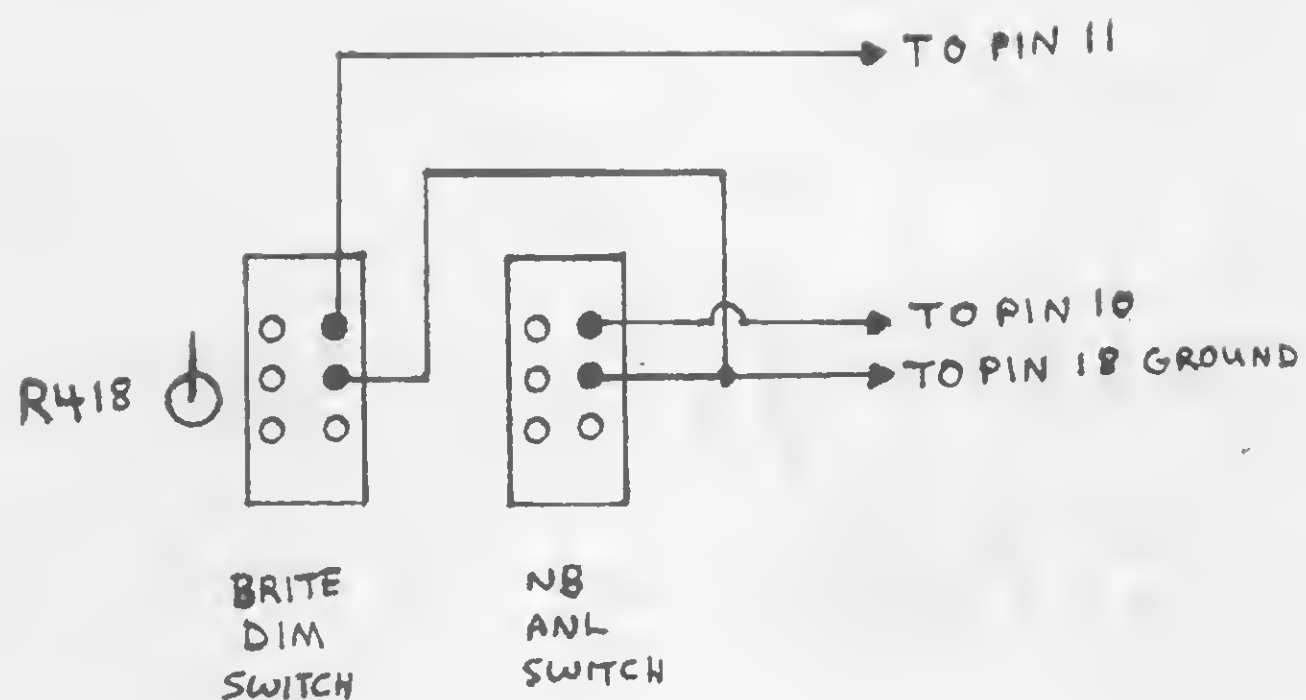 TO PIN 11
TO PIN 10
TO PIN 18 GROUND
R418
BRITE
DIM
SWITCH
NB
ANL
SWITCH